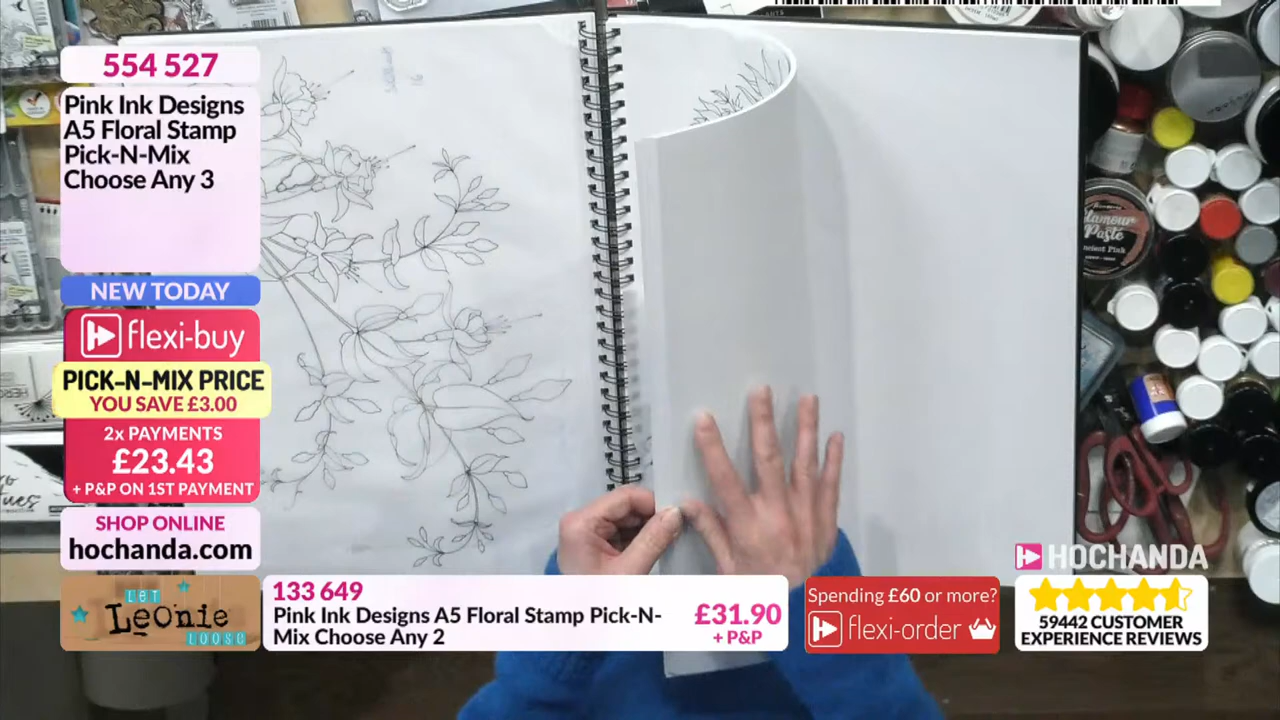 554 527
Pink Ink Designs
A5 Floral Stamp
Pick-N-Mix
Choose Any 3
NEW TODAY
flexi-buy
PICK-N-MIX PRICE
YOU SAVE £3.00
2x PAYMENTS
£23.43
+ P&P ON 1ST PAYMENT
SHOP ONLINE
hochanda.com
LET
Leonie
LOOSE
133 649
Pink Ink Designs A5 Floral Stamp Pick-N-
Mix Choose Any 2
£31.90
+ P&P
Spending £60 or more?
flexi-order
HOCHANDA
59442 CUSTOMER
EXPERIENCE REVIEWS
Glamour
Paste
Ancient Pink